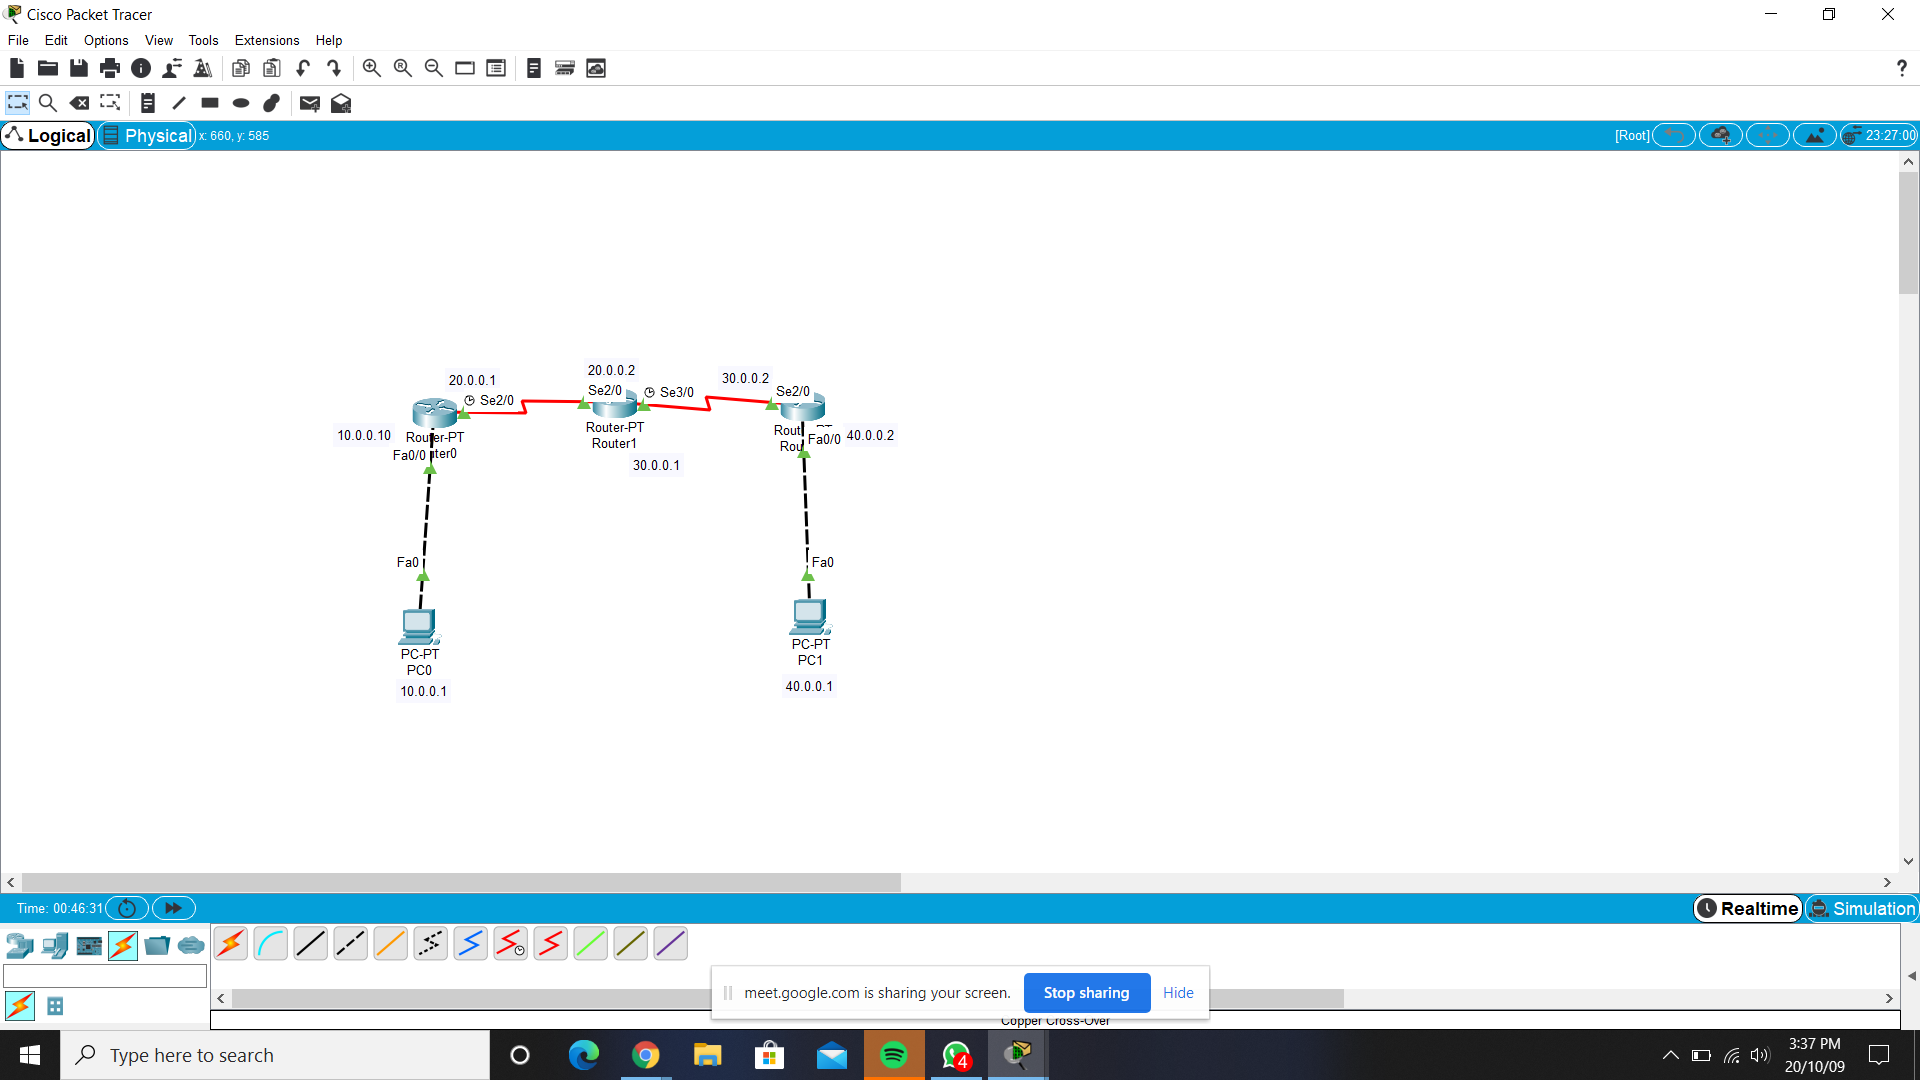 Cisco Packet Tracer
File Edit Options View Tools Extensions Help
?
Logical Physical x: 660, y: 585 [Root] 23:27:00
20.0.0.1
Se2/0
20.0.0.2
Se2/0
Se3/0
30.0.0.2
Se2/0
10.0.0.10
Router-PT
Fa0/0
Router-PT
Router1
30.0.0.1
Fa0/0
40.0.0.2
Fa0
Fa0
PC-PT
PC0
10.0.0.1
PC-PT
PC1
40.0.0.1
Time: 00:46:31
Realtime Simulation
meet.google.com is sharing your screen. Stop sharing Hide
Copper Cross-Over
Type here to search
4
3:37 PM
20/10/09